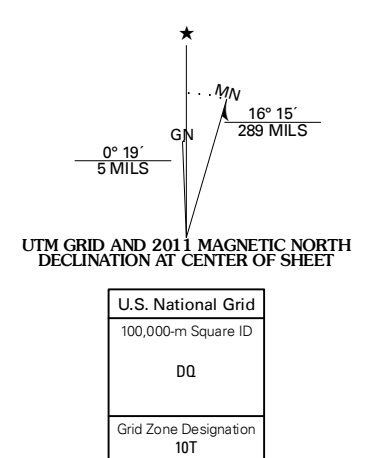 ★
MN
16° 15´
289 MILS
GN
0° 19´
5 MILS
UTM GRID AND 2011 MAGNETIC NORTH
DECLINATION AT CENTER OF SHEET
U.S. National Grid
100,000-m Square ID
DQ
Grid Zone Designation
10T